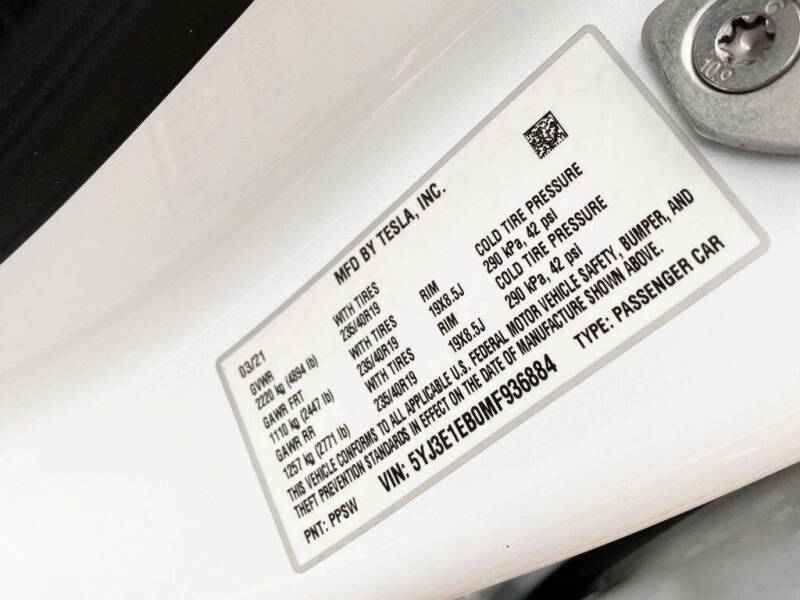 MFD BY TESLA, INC.
03/21
GVWR WITH TIRES RIM COLD TIRE PRESSURE
2220 kg (4894 lb) 235/40R19 19X8.5J 290 kPa, 42 psi
GAWR FRT WITH TIRES RIM COLD TIRE PRESSURE
1110 kg (2447 lb) 235/40R19 19X8.5J 290 kPa, 42 psi
GAWR RR WITH TIRES
1257 kg (2771 lb) 235/40R19
THIS VEHICLE CONFORMS TO ALL APPLICABLE U.S. FEDERAL MOTOR VEHICLE SAFETY, BUMPER, AND
THEFT PREVENTION STANDARDS IN EFFECT ON THE DATE OF MANUFACTURE SHOWN ABOVE.
VIN: 5YJ3E1EB0MF936884 TYPE: PASSENGER CAR
PNT: PPSW
10.9